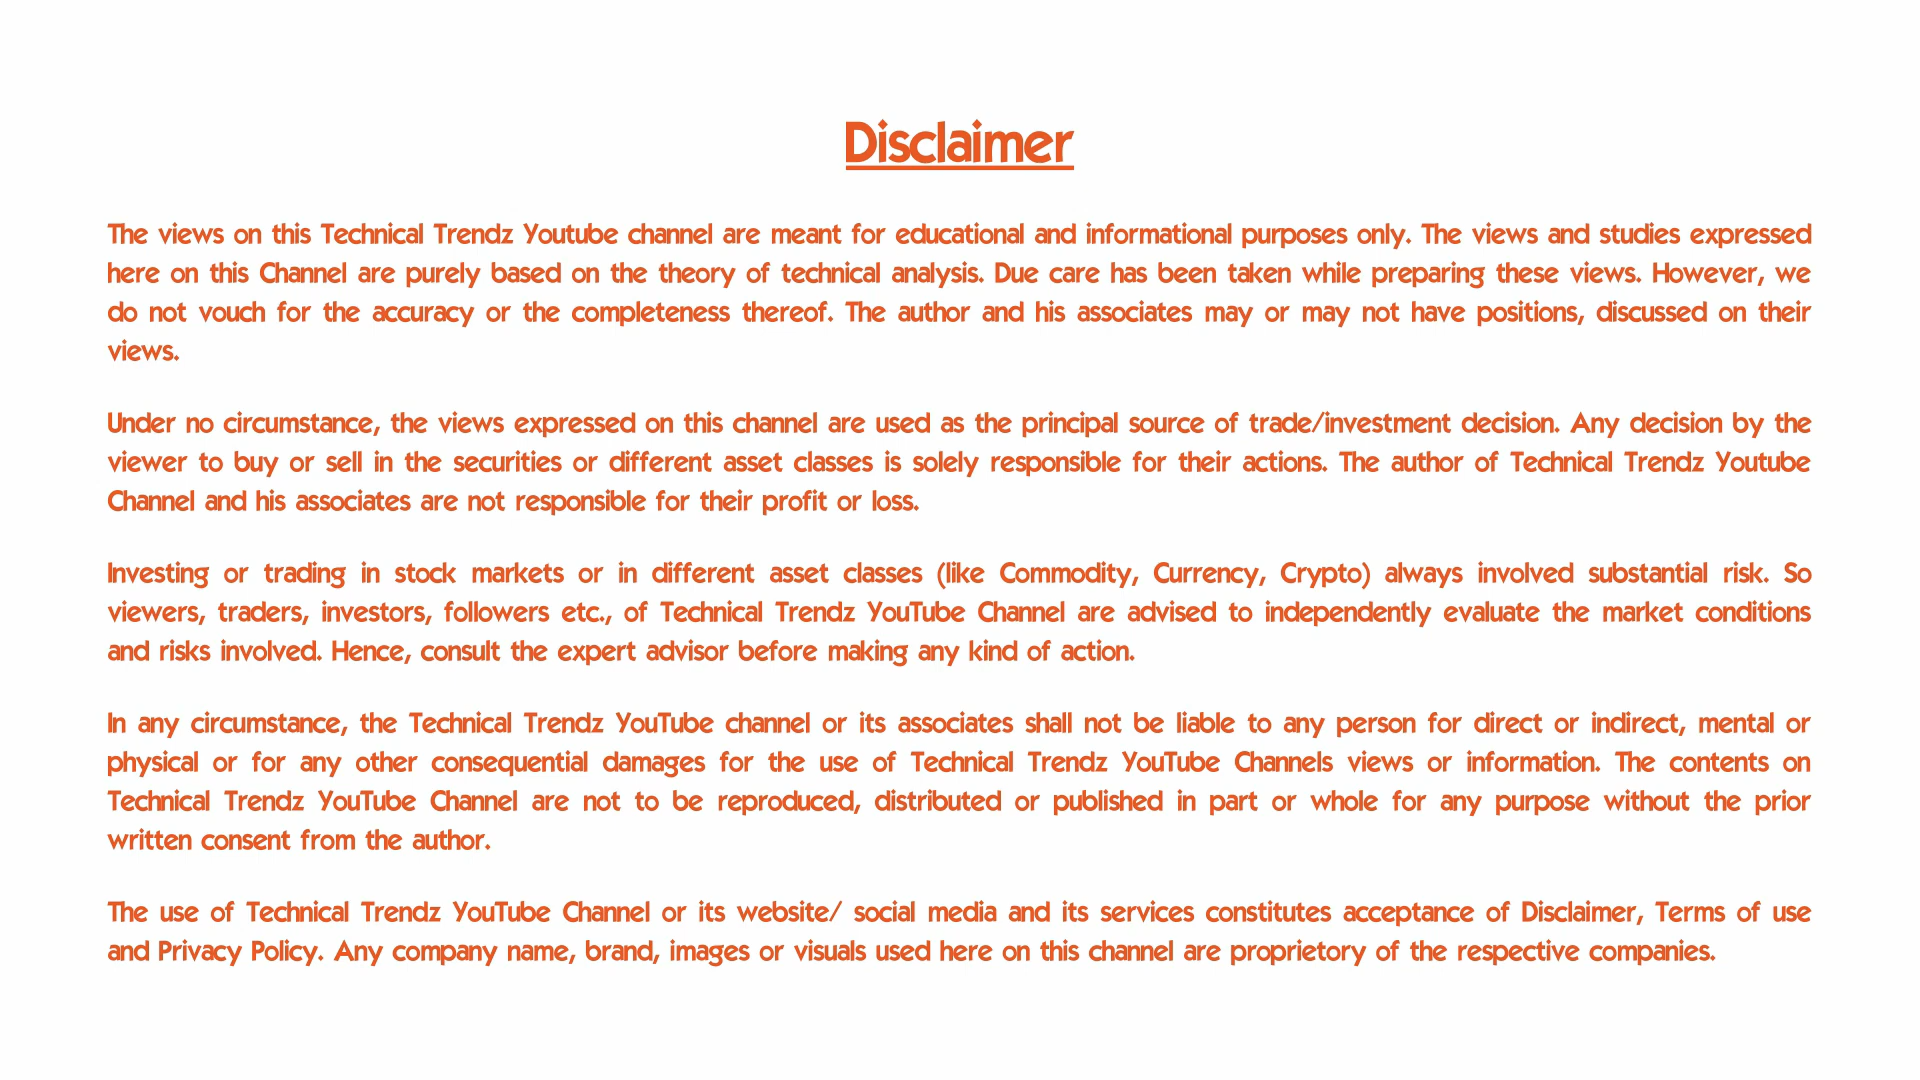 Disclaimer
The views on this Technical Trendz Youtube channel are meant for educational and informational purposes only. The views and studies expressed
here on this Channel are purely based on the theory of technical analysis. Due care has been taken while preparing these views. However, we
do not vouch for the accuracy or the completeness thereof. The author and his associates may or may not have positions, discussed on their
views.
Under no circumstance, the views expressed on this channel are used as the principal source of trade/investment decision. Any decision by the
viewer to buy or sell in the securities or different asset classes is solely responsible for their actions. The author of Technical Trendz Youtube
Channel and his associates are not responsible for their profit or loss.
Investing or trading in stock markets or in different asset classes (like Commodity, Currency, Crypto) always involved substantial risk. So
viewers, traders, investors, followers etc., of Technical Trendz YouTube Channel are advised to independently evaluate the market conditions
and risks involved. Hence, consult the expert advisor before making any kind of action.
In any circumstance, the Technical Trendz YouTube channel or its associates shall not be liable to any person for direct or indirect, mental or
physical or for any other consequential damages for the use of Technical Trendz YouTube Channels views or information. The contents on
Technical Trendz YouTube Channel are not to be reproduced, distributed or published in part or whole for any purpose without the prior
written consent from the author.
The use of Technical Trendz YouTube Channel or its website/ social media and its services constitutes acceptance of Disclaimer, Terms of use
and Privacy Policy. Any company name, brand, images or visuals used here on this channel are proprietory of the respective companies.